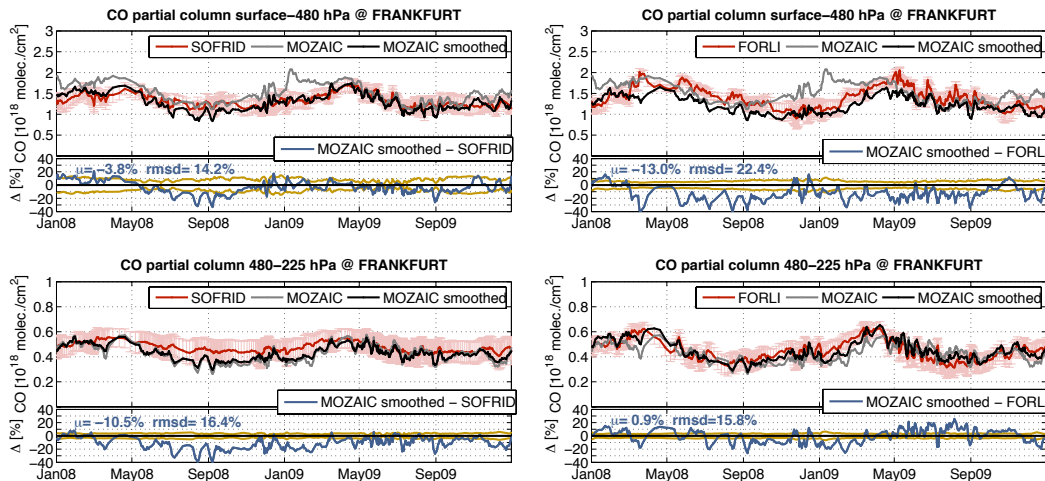 CO partial column surface−480 hPa @ FRANKFURT
SOFRID MOZAIC MOZAIC smoothed
CO [10^18 molec./cm^2]
3
2.5
2
1.5
1
0.5
MOZAIC smoothed − SOFRID
μ= −3.8% rmsd= 14.2%
Δ [%]
40
20
0
−20
−40
Jan08 May08 Sep08 Jan09 May09 Sep09
CO partial column surface−480 hPa @ FRANKFURT
FORLI MOZAIC MOZAIC smoothed
CO [10^18 molec./cm^2]
3
2.5
2
1.5
1
0.5
MOZAIC smoothed − FORL
μ= −13.0% rmsd= 22.4%
Δ [%]
40
20
0
−20
−40
Jan08 May08 Sep08 Jan09 May09 Sep09
CO partial column 480−225 hPa @ FRANKFURT
SOFRID MOZAIC MOZAIC smoothed
CO [10^18 molec./cm^2]
1
0.8
0.6
0.4
0.2
MOZAIC smoothed − SOFRID
μ= −10.5% rmsd= 16.4%
Δ [%]
40
20
0
−20
−40
Jan08 May08 Sep08 Jan09 May09 Sep09
CO partial column 480−225 hPa @ FRANKFURT
FORLI MOZAIC MOZAIC smoothed
CO [10^18 molec./cm^2]
1
0.8
0.6
0.4
0.2
MOZAIC smoothed − FORL
μ= 0.9% rmsd=15.8%
Δ [%]
40
20
0
−20
−40
Jan08 May08 Sep08 Jan09 May09 Sep09